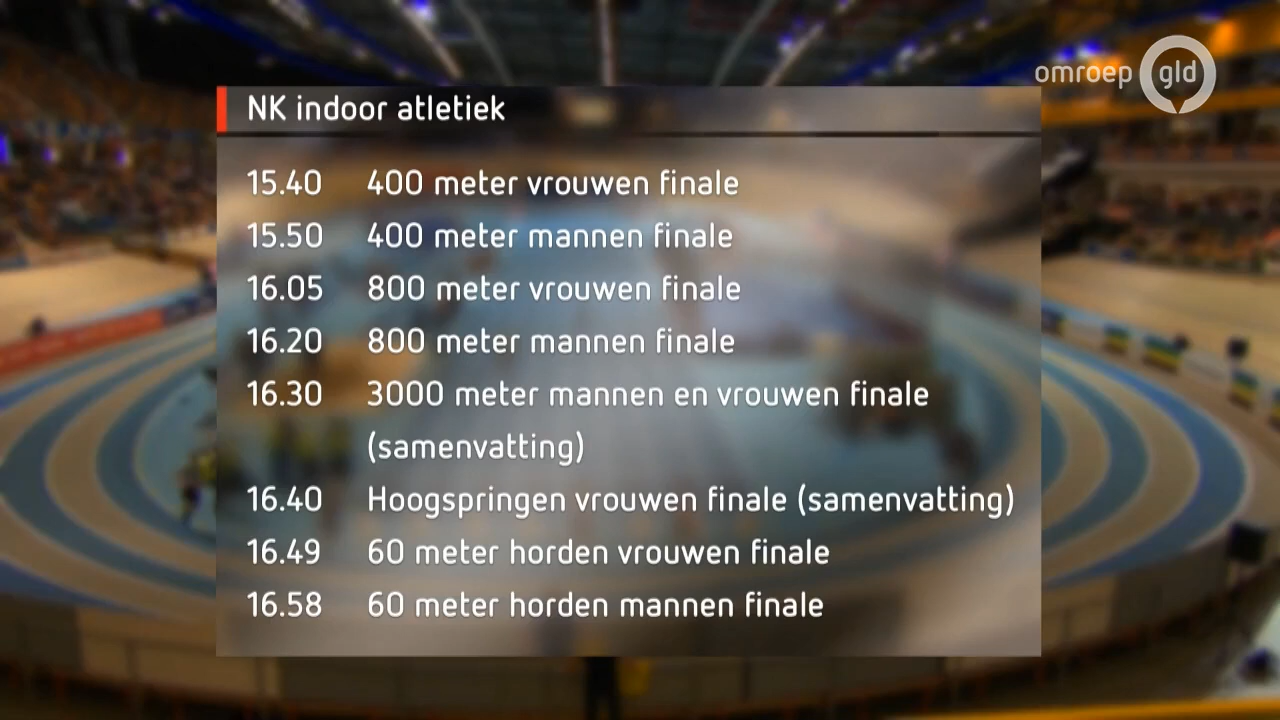 omroep gld
NK indoor atletiek
15.40 400 meter vrouwen finale
15.50 400 meter mannen finale
16.05 800 meter vrouwen finale
16.20 800 meter mannen finale
16.30 3000 meter mannen en vrouwen finale
(samenvatting)
16.40 Hoogspringen vrouwen finale (samenvatting)
16.49 60 meter horden vrouwen finale
16.58 60 meter horden mannen finale